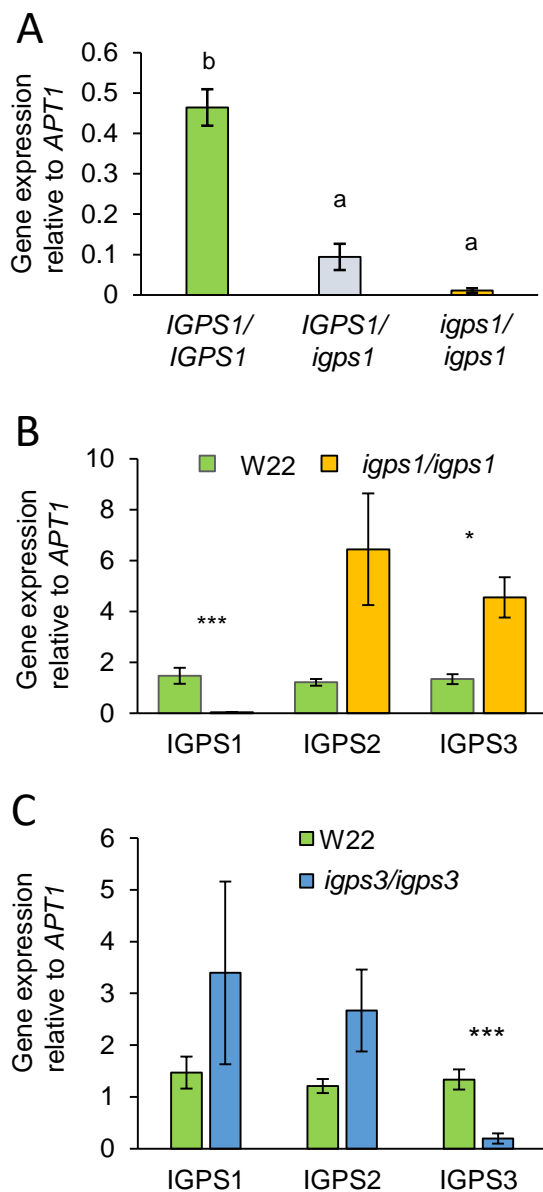 A
Gene expression
relative to APT1
0.6
0.5
0.4
0.3
0.2
0.1
0
b
a
a
IGPS1/
IGPS1
IGPS1/
igps1
igps1/
igps1
B
Gene expression
relative to APT1
10
8
6
4
2
0
W22
igps1/igps1
***
*
IGPS1
IGPS2
IGPS3
C
Gene expression
relative to APT1
6
5
4
3
2
1
0
W22
igps3/igps3
***
IGPS1
IGPS2
IGPS3